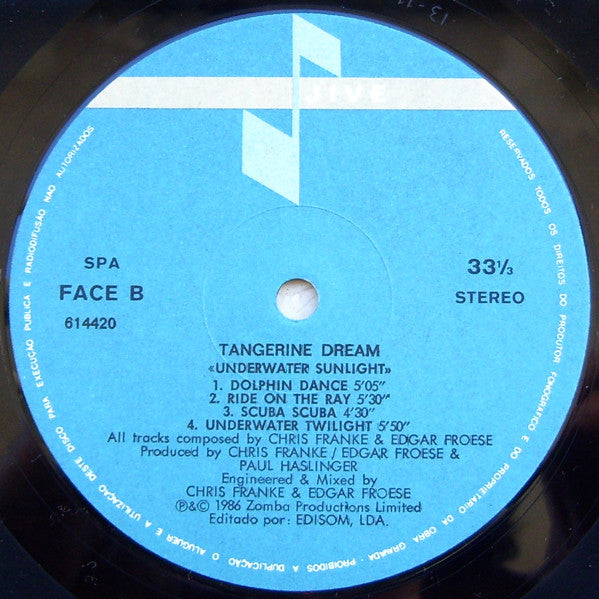 13-11
JIVE
RESERVADOS TODOS OS DIREITOS DO PRODUTOR FONOGRÁFICO E DO PROPRIETÁRIO DA OBRA GRAVADA - PROIBIDOS A DUPLICAÇÃO O ALUGUER E A UTILIZAÇÃO DESTE DISCO PARA EXECUÇÃO PÚBLICA E RADIODIFUSÃO NÃO AUTORIZADOS
SPA
FACE B
614420
33 1/3
STEREO
TANGERINE DREAM
«UNDERWATER SUNLIGHT»
1. DOLPHIN DANCE 5'05"
2. RIDE ON THE RAY 5'30"
3. SCUBA SCUBA 4'30"
4. UNDERWATER TWILIGHT 5'50"
All tracks composed by CHRIS FRANKE & EDGAR FROESE
Produced by CHRIS FRANKE / EDGAR FROESE &
PAUL HASLINGER
Engineered & Mixed by
CHRIS FRANKE & EDGAR FROESE
℗&© 1986 Zomba Productions Limited
Editado por: EDISOM, LDA.